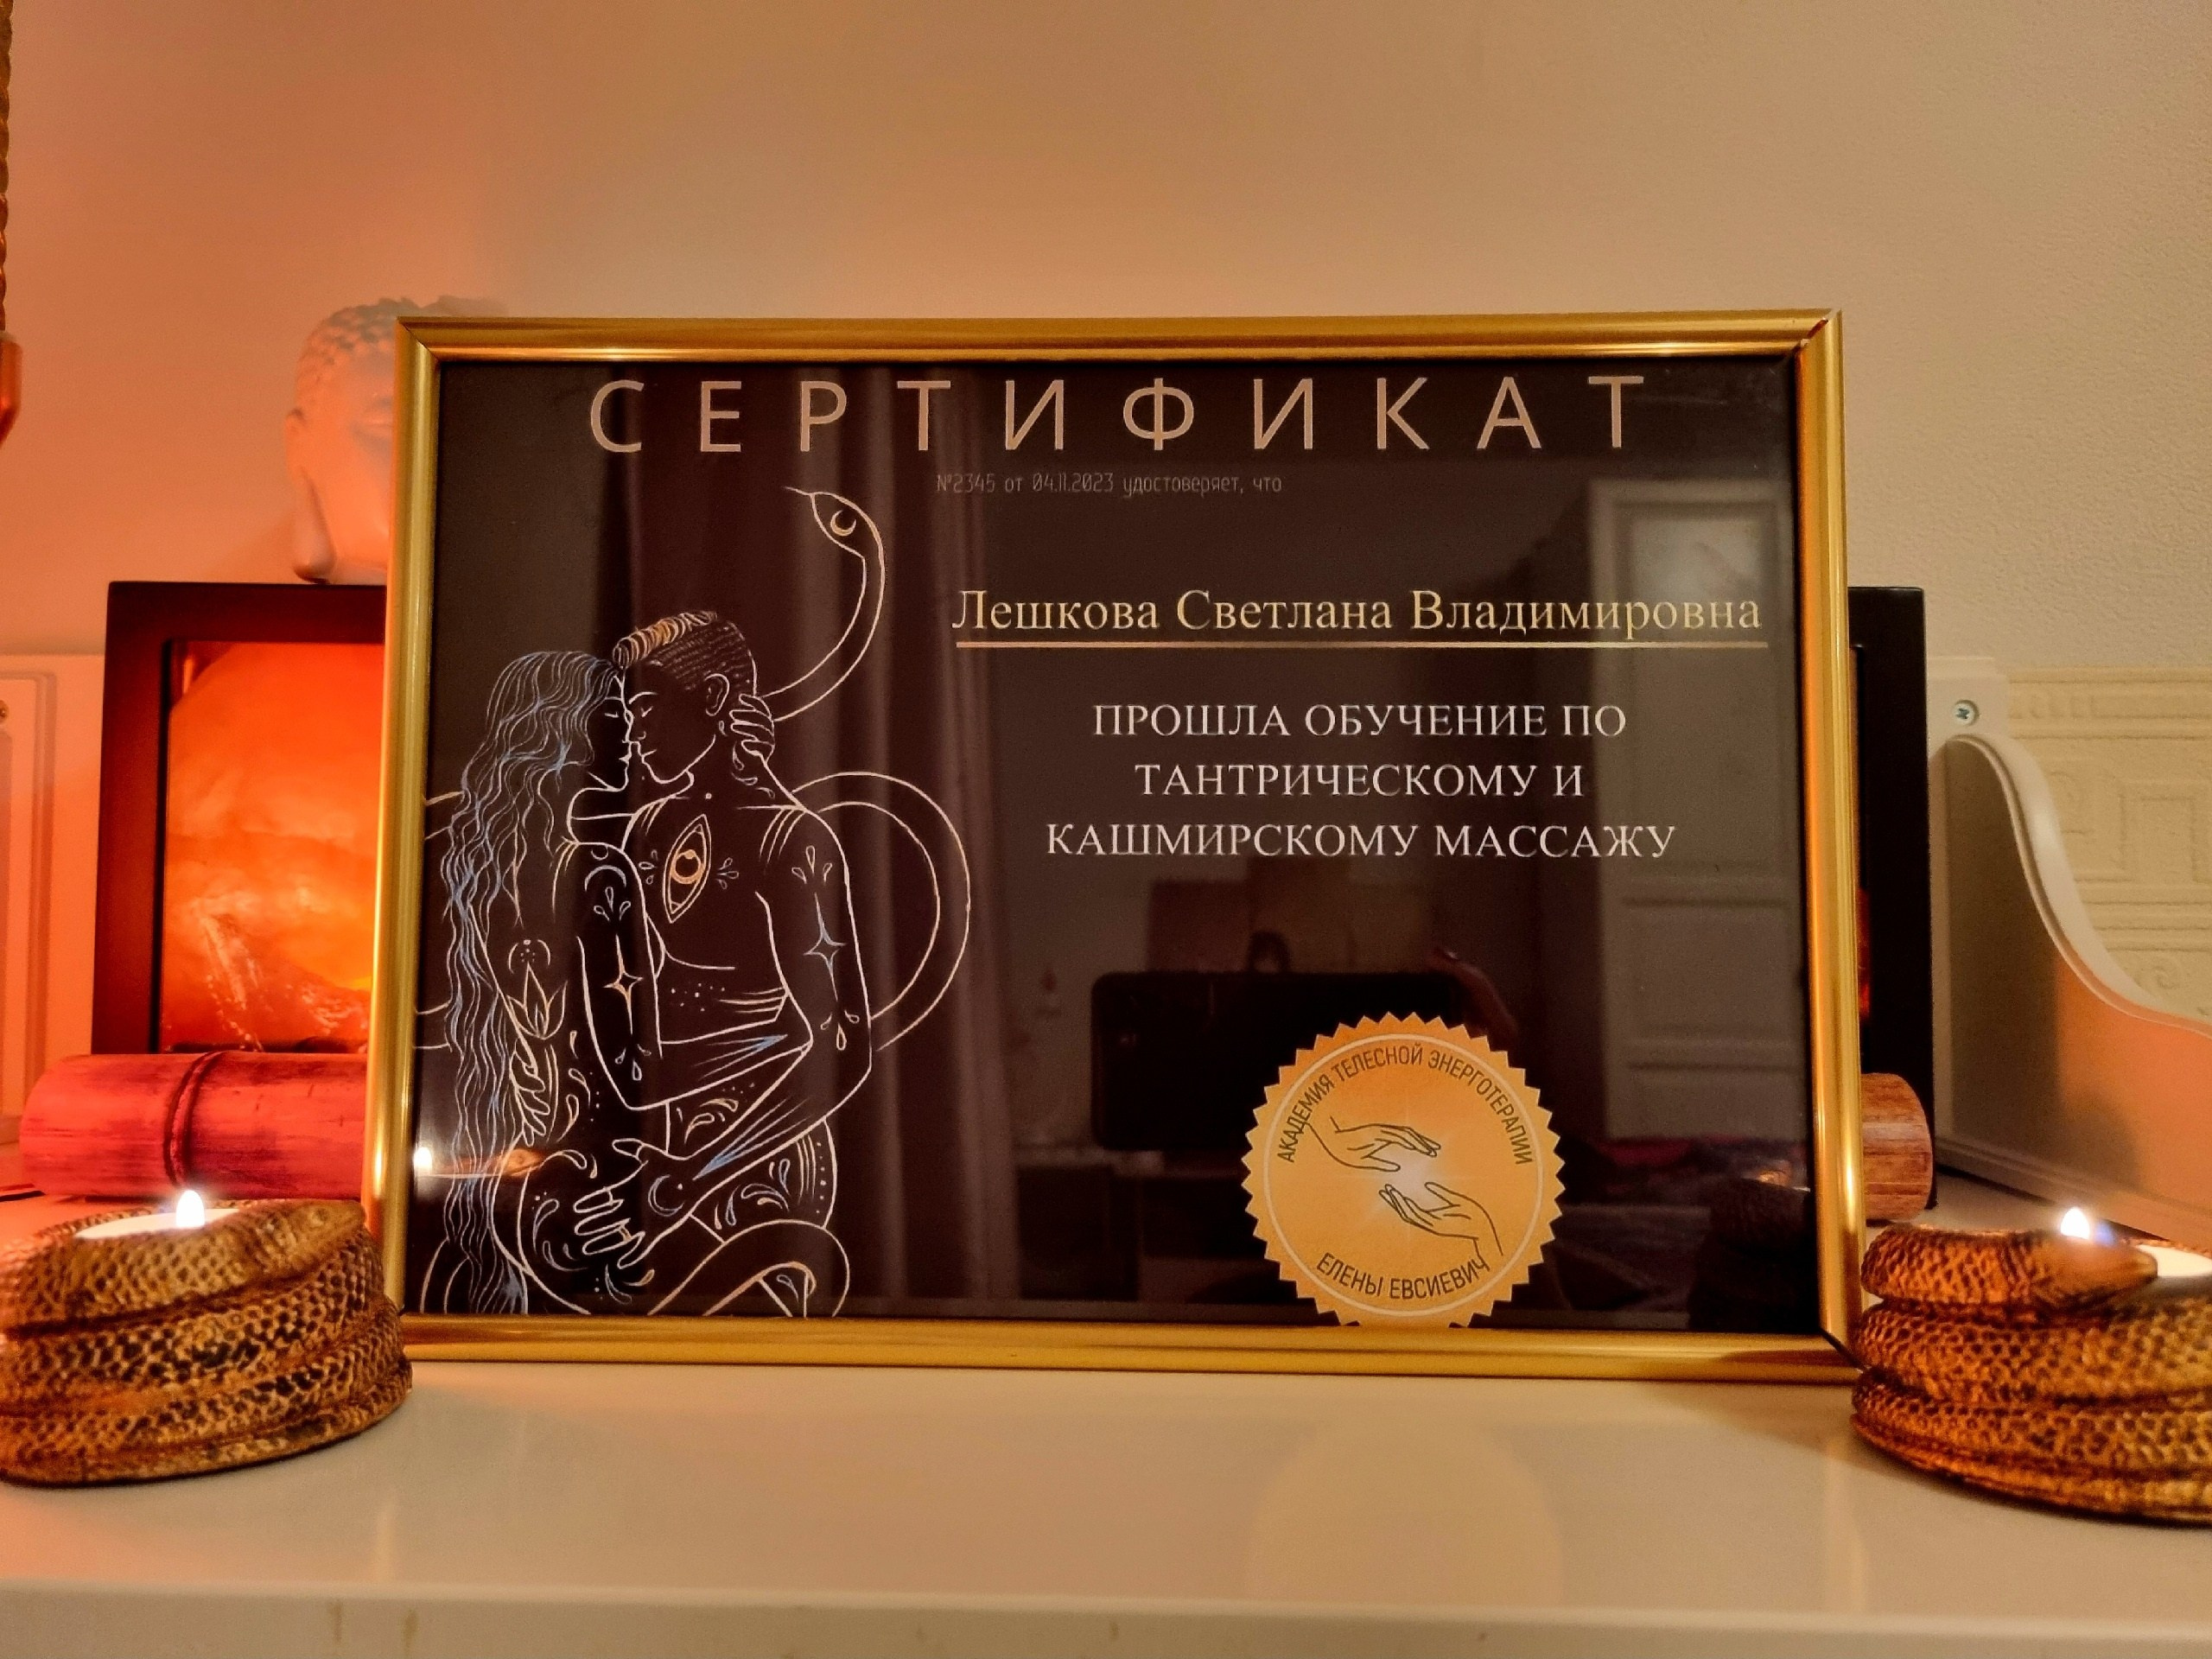 СЕРТИФИКАТ
№2345 от 04.11.2023 удостоверяет, что
Лешкова Светлана Владимировна
ПРОШЛА ОБУЧЕНИЕ ПО
ТАНТРИЧЕСКОМУ И
КАШМИРСКОМУ МАССАЖУ
АКАДЕМИЯ ТЕЛЕСНОЙ ЭНЕРГОТЕРАПИИ
ЕЛЕНЫ ЕВСИЕВИЧ